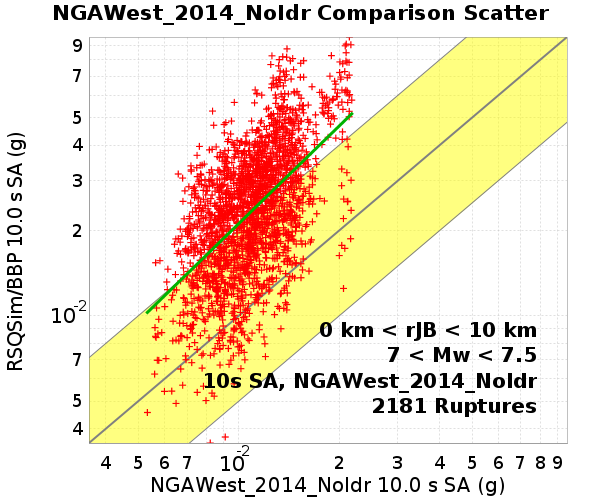 NGAWest_2014_NoIdr Comparison Scatter
RSQSim/BBP 10.0 s SA (g)
9
7
5
4
3
2
10-2
7
5
4
0 km < rJB < 10 km
7 < Mw < 7.5
10s SA, NGAWest_2014_NoIdr
2181 Ruptures
4 5 6 7 10-2 2 3 4 5 6 7 8 9
NGAWest_2014_NoIdr 10.0 s SA (g)